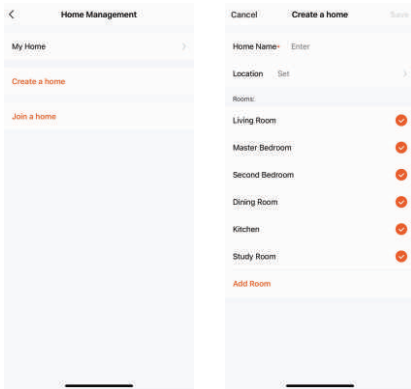 Home Management
My Home
Create a home
Join a home
Cancel Create a home Save
Home Name* Enter
Location Set
Rooms:
Living Room
Master Bedroom
Second Bedroom
Dining Room
Kitchen
Study Room
Add Room